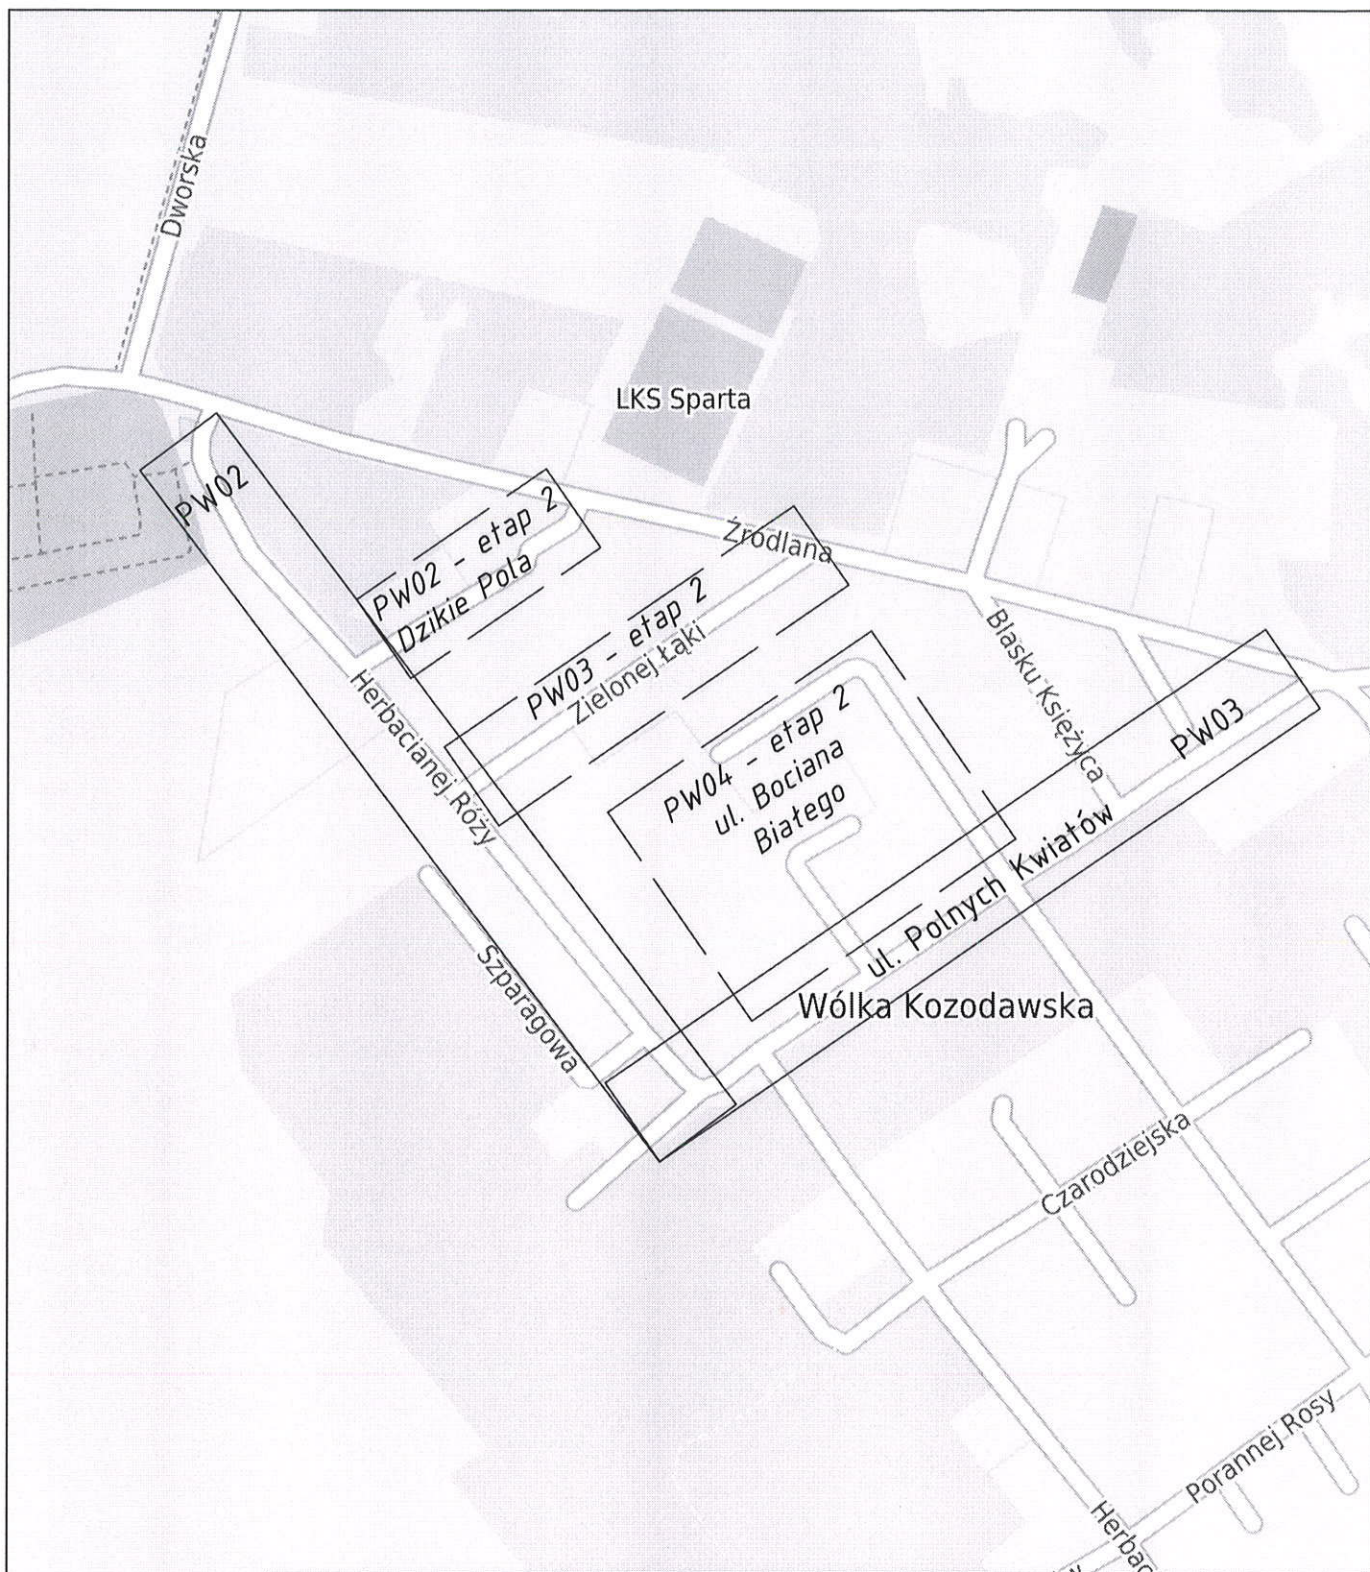 Dworska
LKS Sparta
PW02
PW02 - etap 2
Dzikie Pola
Źródlana
PW03 - etap 2
Zielonej Łąki
Herbacianej Róży
PW04 - etap 2
ul. Bociana
Białego
Blasku Księżyca
PW03
ul. Polnych Kwiatów
Szparagowa
Wólka Kozodawska
Czarodziejska
Porannej Rosy
Herbac